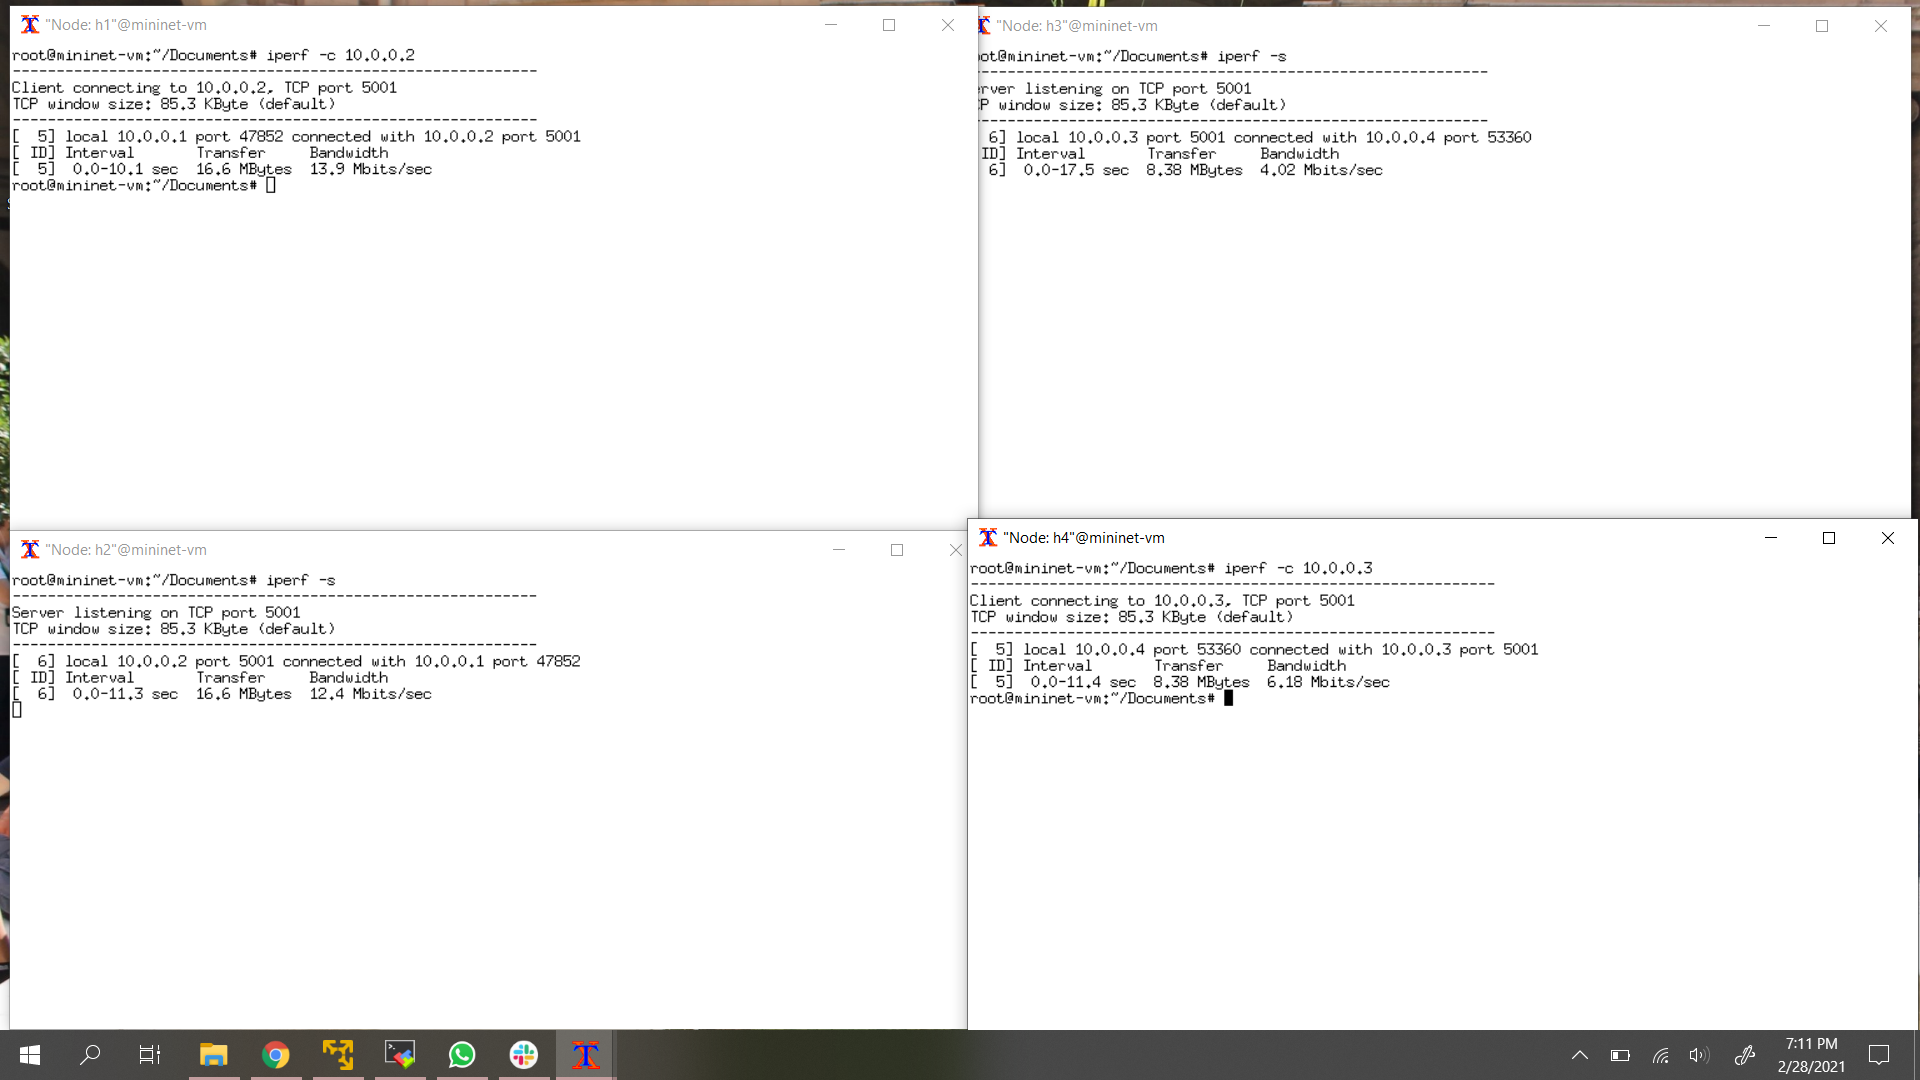 "Node: h1"@mininet-vm
root@mininet-vm:~/Documents# iperf -c 10.0.0.2
------------------------------------------------------------
Client connecting to 10.0.0.2, TCP port 5001
TCP window size: 85.3 KByte (default)
------------------------------------------------------------
[  5] local 10.0.0.1 port 47852 connected with 10.0.0.2 port 5001
[ ID] Interval       Transfer     Bandwidth
[  5]  0.0-10.1 sec  16.6 MBytes  13.9 Mbits/sec
root@mininet-vm:~/Documents#
"Node: h3"@mininet-vm
oot@mininet-vm:~/Documents# iperf -s
------------------------------------------------------------
erver listening on TCP port 5001
CP window size: 85.3 KByte (default)
------------------------------------------------------------
6] local 10.0.0.3 port 5001 connected with 10.0.0.4 port 53360
ID] Interval       Transfer     Bandwidth
6]  0.0-17.5 sec  8.38 MBytes  4.02 Mbits/sec
"Node: h2"@mininet-vm
root@mininet-vm:~/Documents# iperf -s
------------------------------------------------------------
Server listening on TCP port 5001
TCP window size: 85.3 KByte (default)
------------------------------------------------------------
[  6] local 10.0.0.2 port 5001 connected with 10.0.0.1 port 47852
[ ID] Interval       Transfer     Bandwidth
[  6]  0.0-11.3 sec  16.6 MBytes  12.4 Mbits/sec
"Node: h4"@mininet-vm
root@mininet-vm:~/Documents# iperf -c 10.0.0.3
------------------------------------------------------------
Client connecting to 10.0.0.3, TCP port 5001
TCP window size: 85.3 KByte (default)
------------------------------------------------------------
[  5] local 10.0.0.4 port 53360 connected with 10.0.0.3 port 5001
[ ID] Interval       Transfer     Bandwidth
[  5]  0.0-11.4 sec  8.38 MBytes  6.18 Mbits/sec
root@mininet-vm:~/Documents#
7:11 PM
2/28/2021